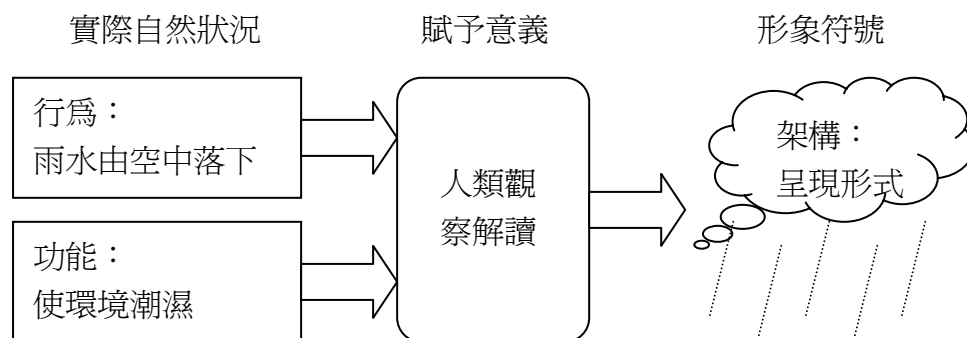 實際自然狀況
賦予意義
形象符號
行為：
雨水由空中落下
人類觀
察解讀
架構：
呈現形式
功能：
使環境潮濕